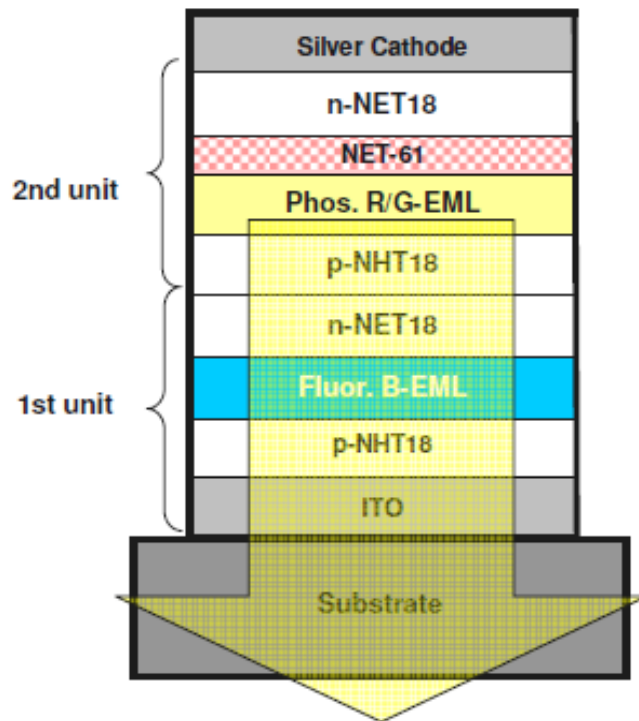 Silver Cathode
n-NET18
NET-61
2nd unit
Phos. R/G-EML
p-NHT18
n-NET18
Fluor. B-EML
1st unit
p-NHT18
ITO
Substrate